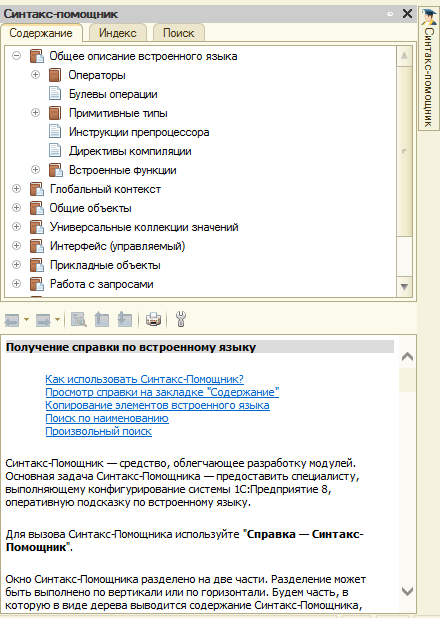 Синтакс-помощник
Содержание
Индекс
Поиск
Общее описание встроенного языка
Операторы
Булевы операции
Примитивные типы
Инструкции препроцессора
Директивы компиляции
Встроенные функции
Глобальный контекст
Общие объекты
Универсальные коллекции значений
Интерфейс (управляемый)
Прикладные объекты
Работа с запросами
Синтакс-помощник
Получение справки по встроенному языку
Как использовать Синтакс-Помощник?
Просмотр справки на закладке "Содержание"
Копирование элементов встроенного языка
Поиск по наименованию
Произвольный поиск
Синтакс-Помощник — средство, облегчающее разработку модулей.
Основная задача Синтакс-Помощника — предоставить специалисту,
выполняющему конфигурирование системы 1С:Предприятие 8,
оперативную подсказку по встроенному языку.
Для вызова Синтакс-Помощника используйте "Справка — Синтакс-
Помощник".
Окно Синтакс-Помощника разделено на две части. Разделение может
быть выполнено по вертикали или по горизонтали. Будем часть, в
которую в виде дерева выводится содержание Синтакс-Помощника,